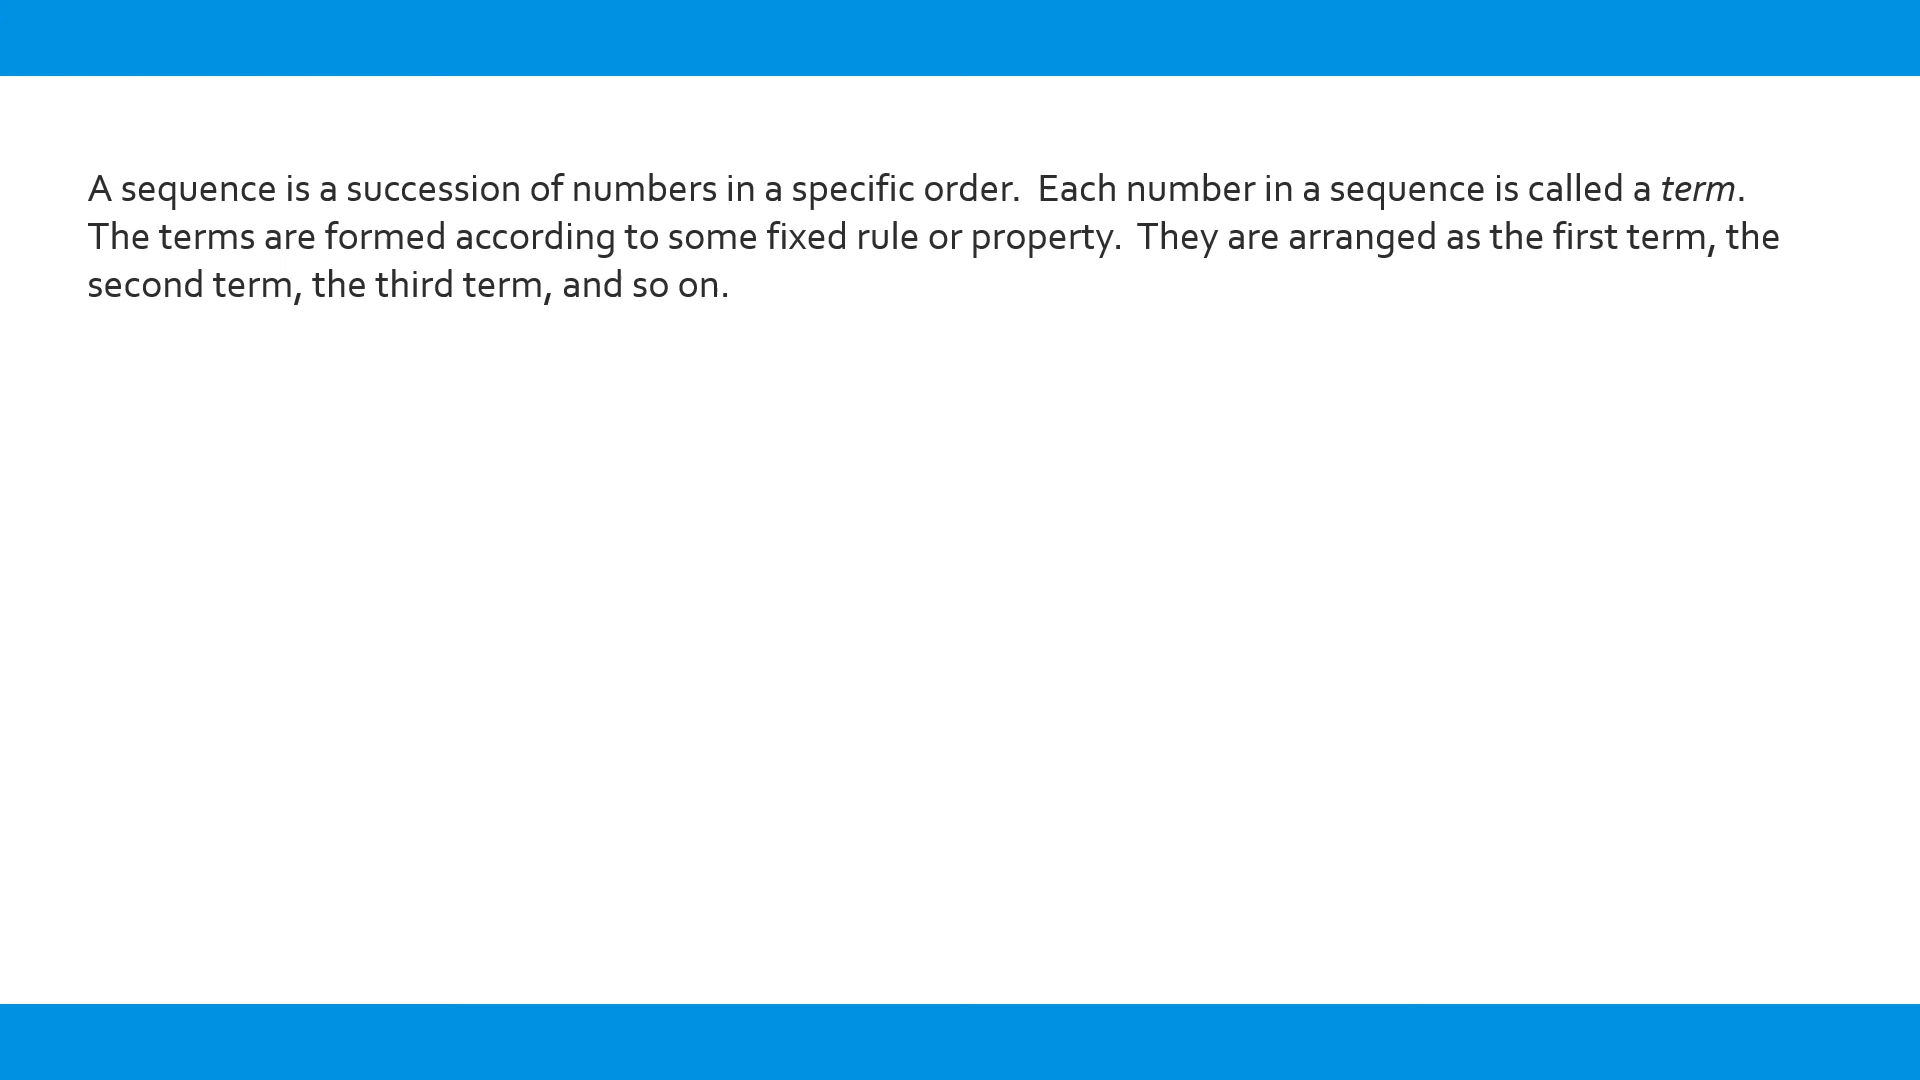 A sequence is a succession of numbers in a specific order.  Each number in a sequence is called a term.
The terms are formed according to some fixed rule or property.  They are arranged as the first term, the
second term, the third term, and so on.